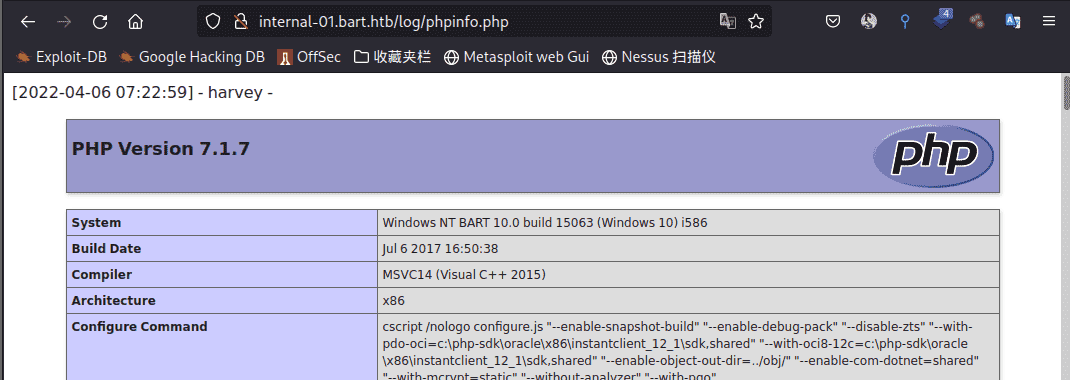 internal-01.bart.htb/log/phpinfo.php
4
Exploit-DB Google Hacking DB OffSec 收藏夹栏 Metasploit web Gui Nessus 扫描仪
[2022-04-06 07:22:59] - harvey -
PHP Version 7.1.7
php
System Windows NT BART 10.0 build 15063 (Windows 10) i586
Build Date Jul 6 2017 16:50:38
Compiler MSVC14 (Visual C++ 2015)
Architecture x86
Configure Command cscript /nologo configure.js "--enable-snapshot-build" "--enable-debug-pack" "--disable-zts" "--with-
pdo-oci=c:\php-sdk\oracle\x86\instantclient_12_1\sdk,shared" "--with-oci8-12c=c:\php-sdk\oracle
\x86\instantclient_12_1\sdk,shared" "--enable-object-out-dir=../obj/" "--enable-com-dotnet=shared"
"--with-mcrypt=static" "--without-analyzer" "--with-pgo"